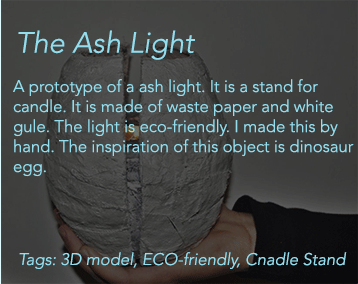 The Ash Light
A prototype of a ash light. It is a stand for
candle. It is made of waste paper and white
gule. The light is eco-friendly. I made this by
hand. The inspiration of this object is dinosaur
egg.
Tags: 3D model, ECO-friendly, Cnadle Stand